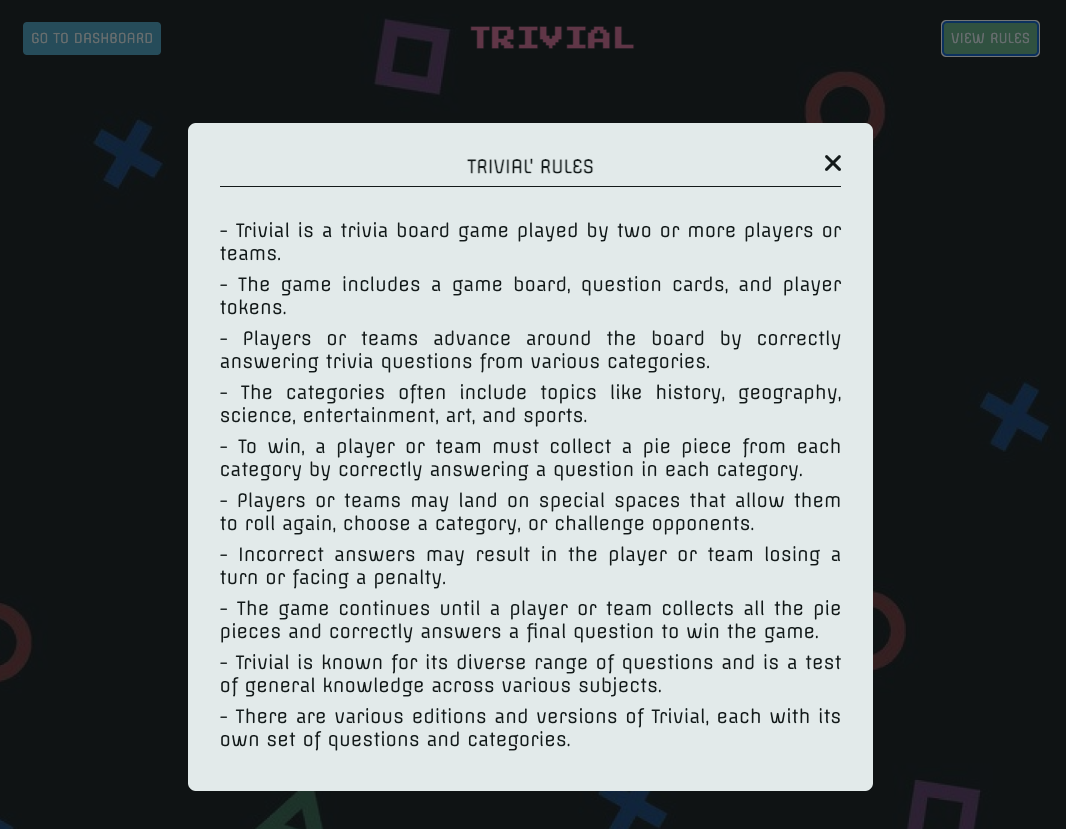 GO TO DASHBOARD
TRIVIAL
VIEW RULES
TRIVIAL' RULES
- Trivial is a trivia board game played by two or more players or
teams.
- The game includes a game board, question cards, and player
tokens.
- Players or teams advance around the board by correctly
answering trivia questions from various categories.
- The categories often include topics like history, geography,
science, entertainment, art, and sports.
- To win, a player or team must collect a pie piece from each
category by correctly answering a question in each category.
- Players or teams may land on special spaces that allow them
to roll again, choose a category, or challenge opponents.
- Incorrect answers may result in the player or team losing a
turn or facing a penalty.
- The game continues until a player or team collects all the pie
pieces and correctly answers a final question to win the game.
- Trivial is known for its diverse range of questions and is a test
of general knowledge across various subjects.
- There are various editions and versions of Trivial, each with its
own set of questions and categories.